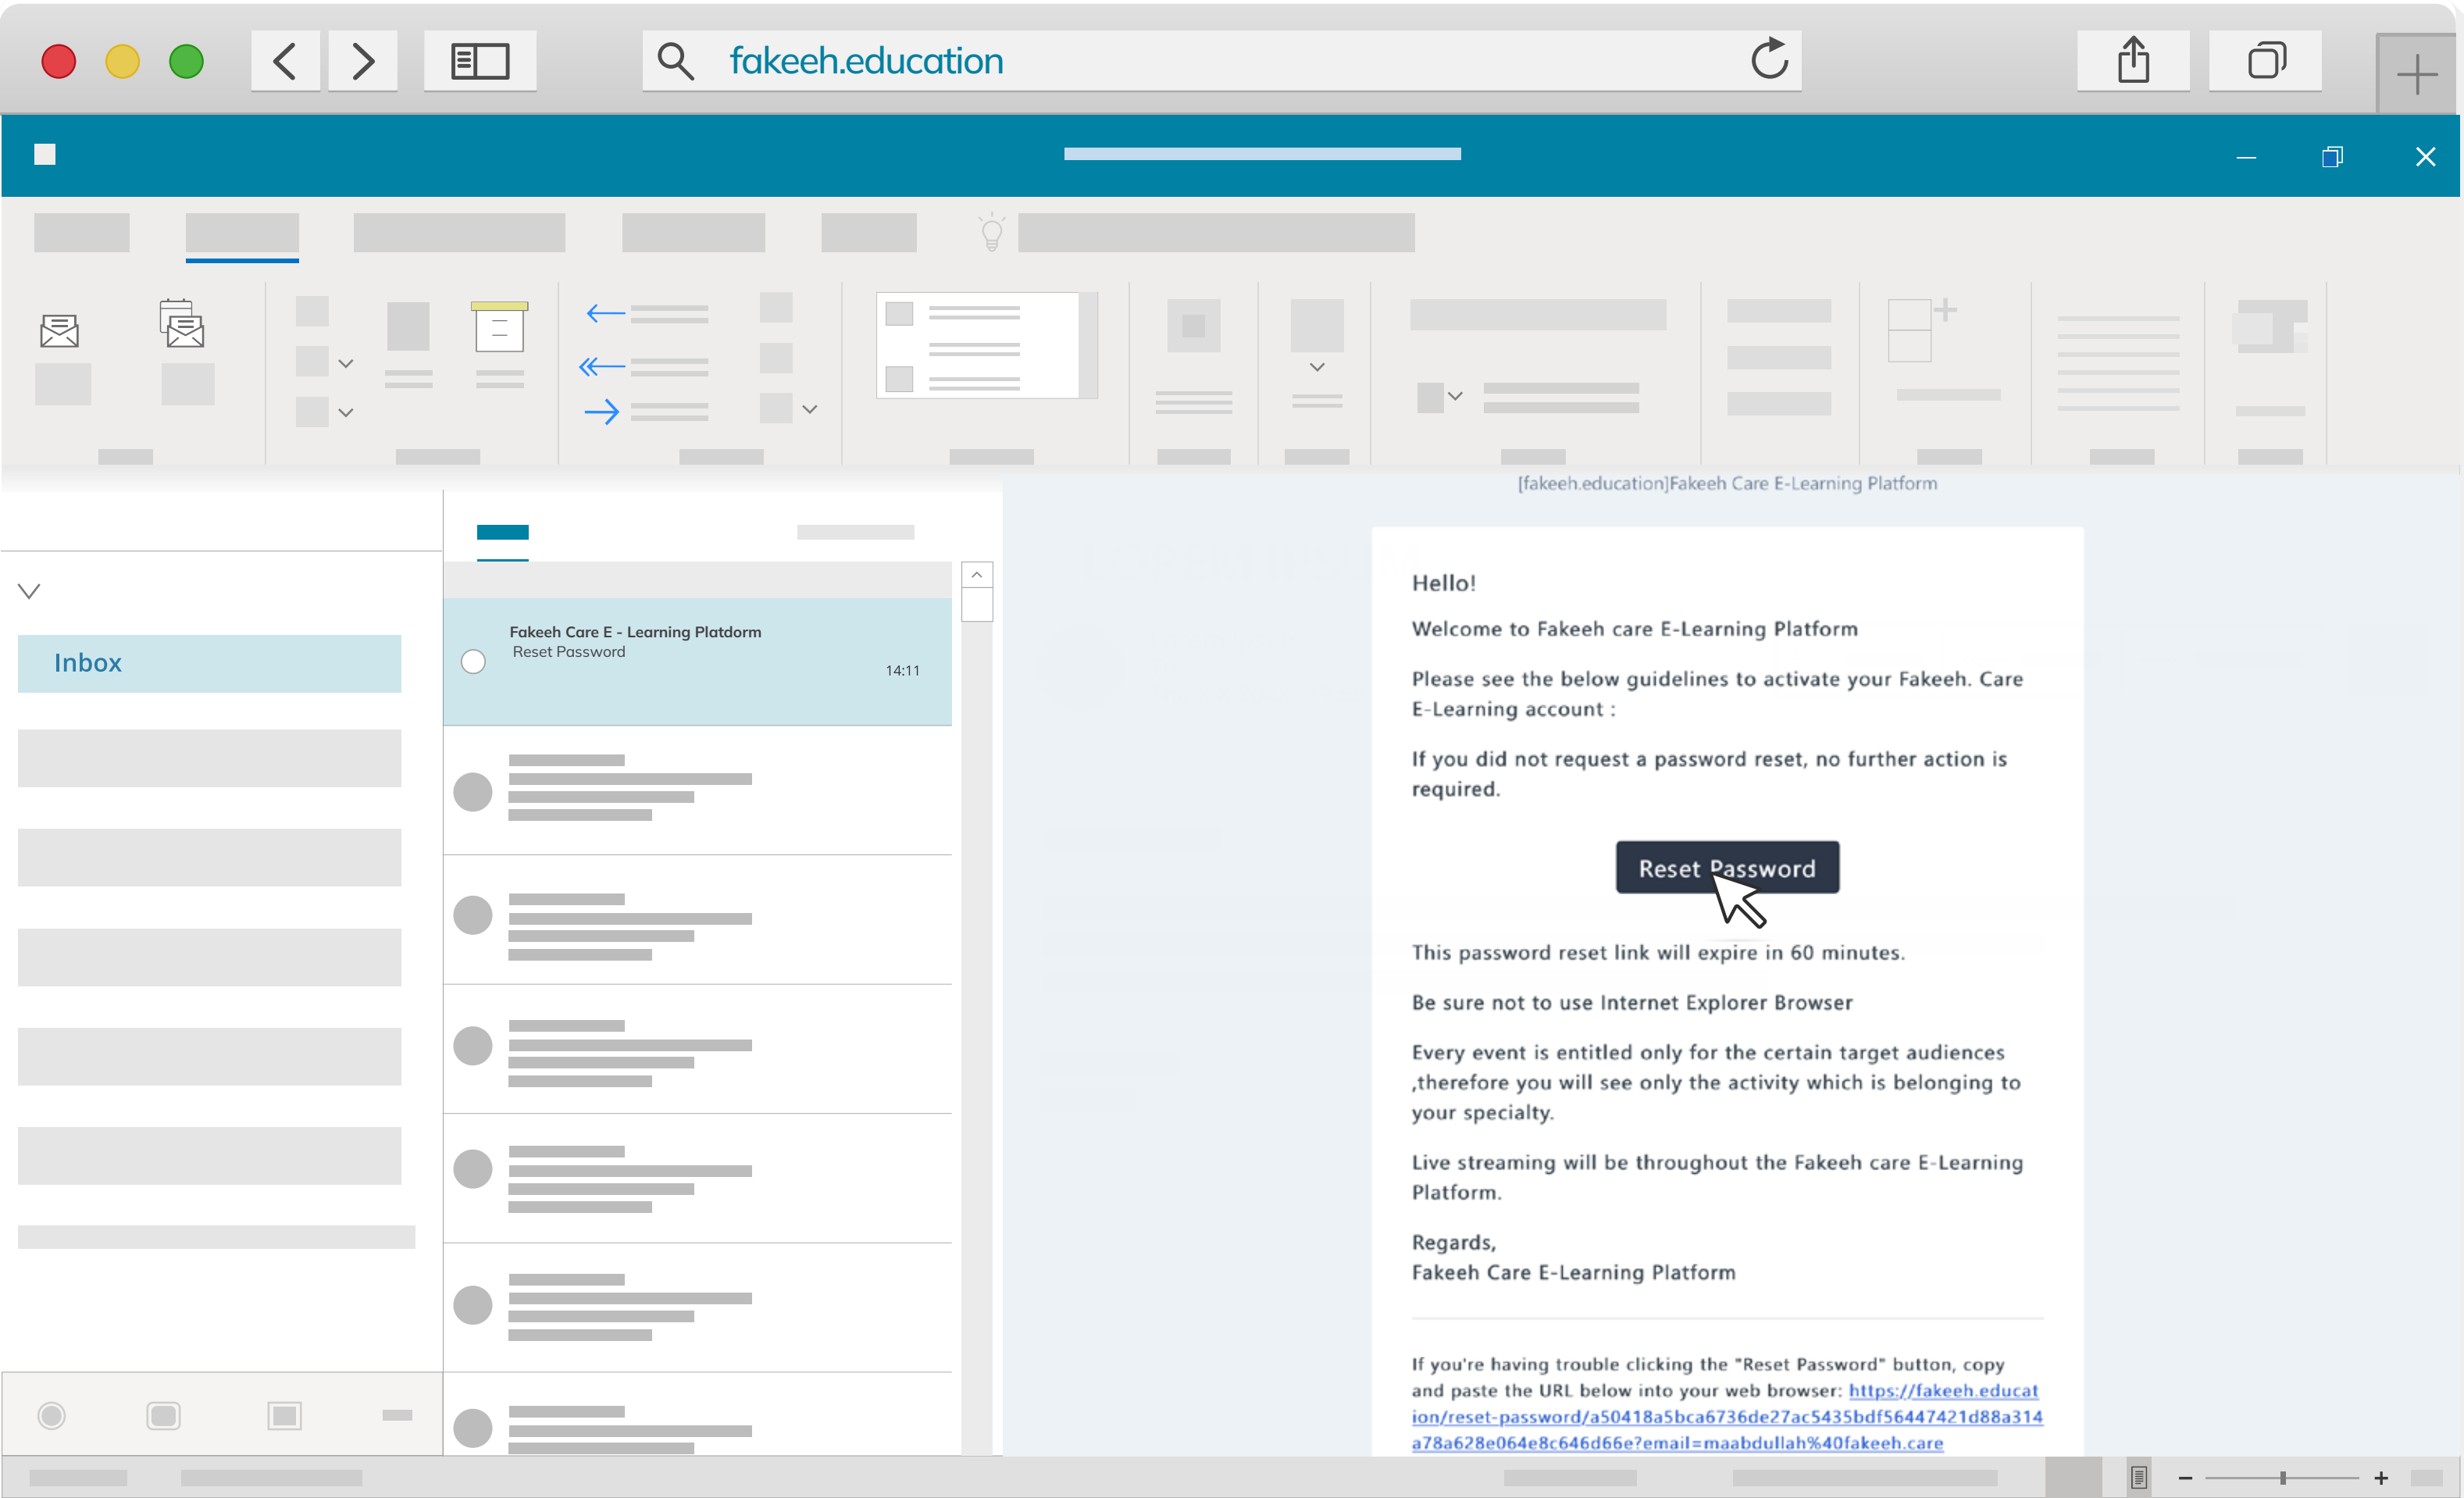 fakeeh.education
[fakeeh.education]Fakeeh Care E-Learning Platform
Inbox
Fakeeh Care E - Learning Platdorm
Reset Password
14:11
Hello!
Welcome to Fakeeh care E-Learning Platform
Please see the below guidelines to activate your Fakeeh. Care
E-Learning account :
If you did not request a password reset, no further action is
required.
Reset Password
This password reset link will expire in 60 minutes.
Be sure not to use Internet Explorer Browser
Every event is entitled only for the certain target audiences
,therefore you will see only the activity which is belonging to
your specialty.
Live streaming will be throughout the Fakeeh care E-Learning
Platform.
Regards,
Fakeeh Care E-Learning Platform
If you're having trouble clicking the "Reset Password" button, copy
and paste the URL below into your web browser: https://fakeeh.educat
ion/reset-password/a50418a5bca6736de27ac5435bdf56447421d88a314
a78a628e064e8c646d66e?email=maabdullah%40fakeeh.care